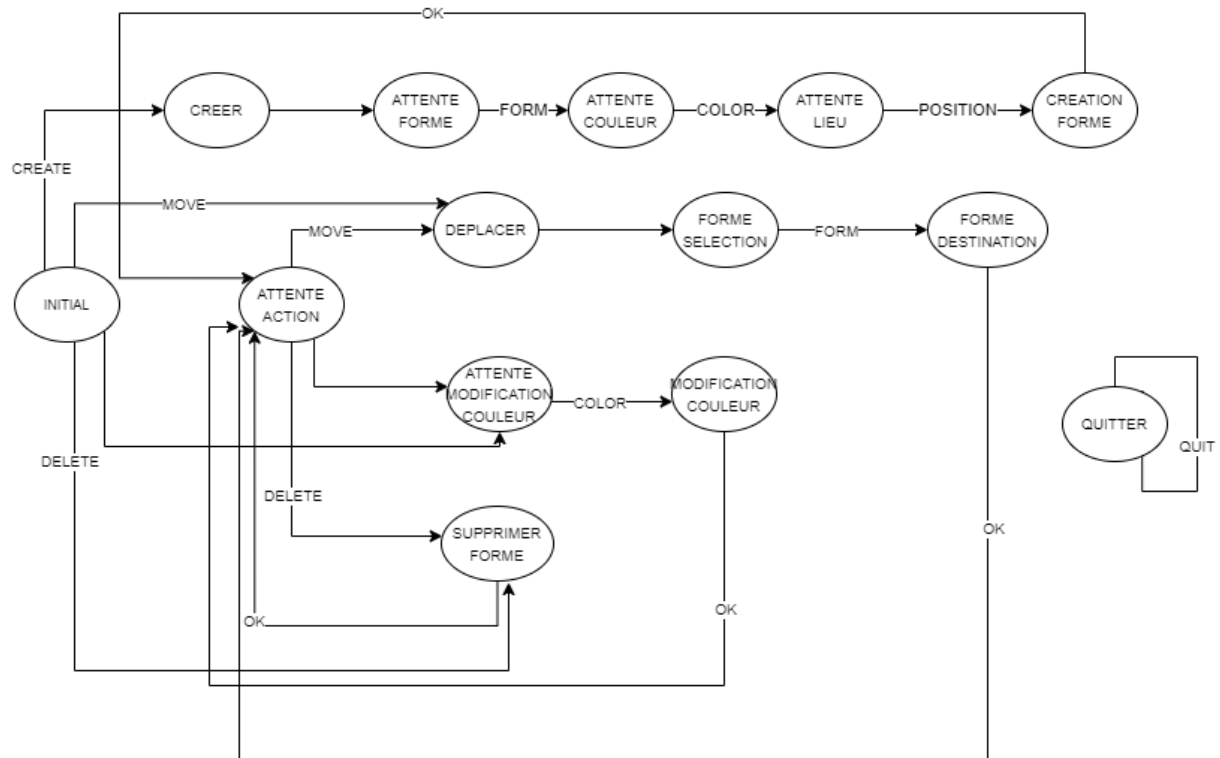 OK
CREER
ATTENTE
FORME
FORM
ATTENTE
COULEUR
COLOR
ATTENTE
LIEU
POSITION
CREATION
FORME
CREATE
MOVE
MOVE
DEPLACER
FORME
SELECTION
FORM
FORME
DESTINATION
INITIAL
ATTENTE
ACTION
ATTENTE
MODIFICATION
COULEUR
COLOR
MODIFICATION
COULEUR
QUITTER
QUIT
DELETE
DELETE
SUPPRIMER
FORME
OK
OK
OK